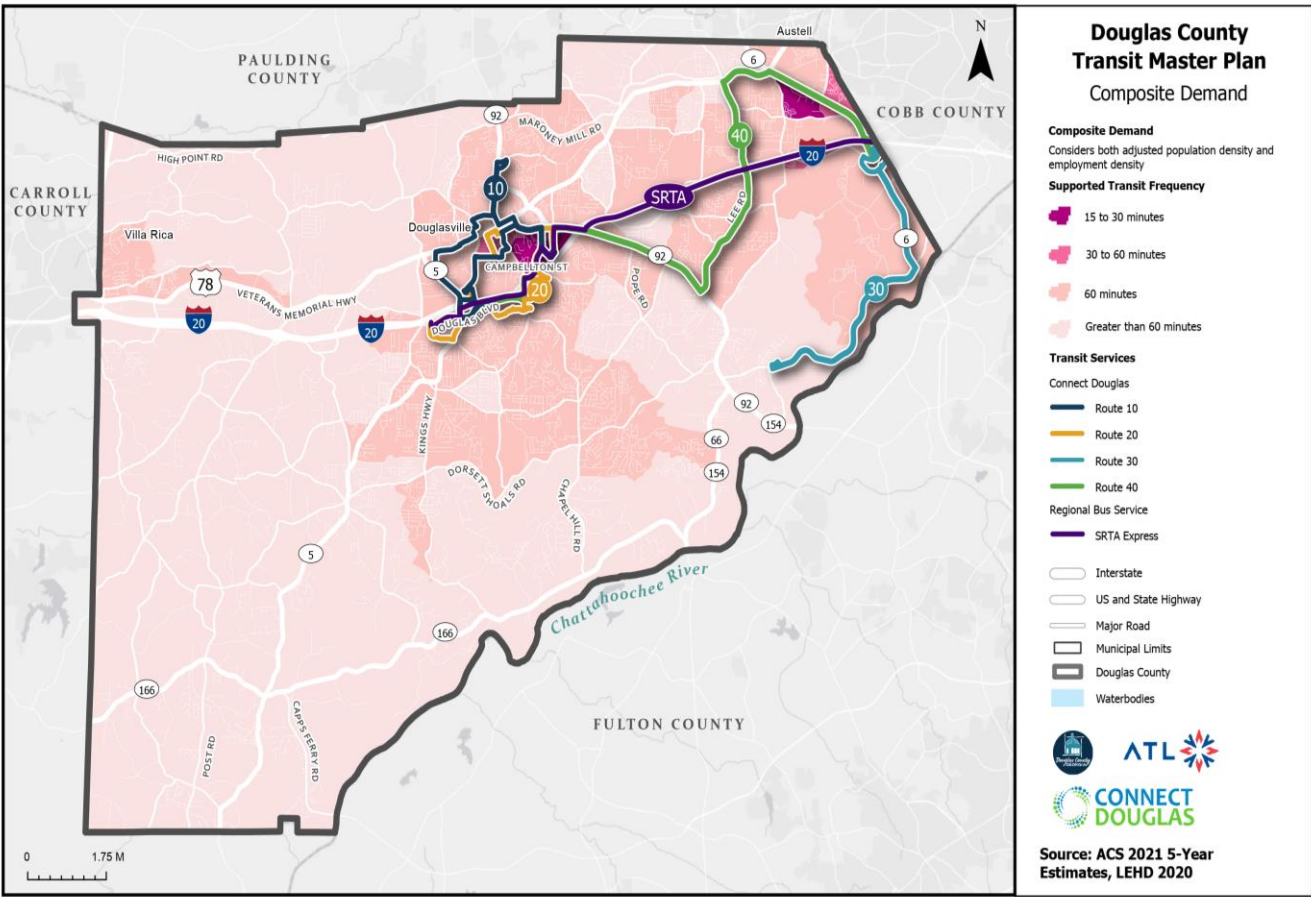 Austell
N
PAULDING
COUNTY
6
COBB COUNTY
92
MARONEY MILL RD
40
HIGH POINT RD
20
CARROLL
COUNTY
10
SRTA
LEE RD
Douglasville
Villa Rica
6
92
5
CAMPBELLTON ST
POPE RD
78
VETERANS MEMORIAL HWY
20
30
DOUGLAS BLVD
20
20
92
KINGS HWY
154
66
154
DORSETT SHOALS RD
CHAPEL HILL RD
5
Chattahoochee River
166
166
CAPPS FERRY RD
POST RD
FULTON COUNTY
0 1.75 M
Douglas County
Transit Master Plan
Composite Demand
Composite Demand
Considers both adjusted population density and
employment density
Supported Transit Frequency
15 to 30 minutes
30 to 60 minutes
60 minutes
Greater than 60 minutes
Transit Services
Connect Douglas
Route 10
Route 20
Route 30
Route 40
Regional Bus Service
SRTA Express
Interstate
US and State Highway
Major Road
Municipal Limits
Douglas County
Waterbodies
ATL
CONNECT
DOUGLAS
Source: ACS 2021 5-Year
Estimates, LEHD 2020